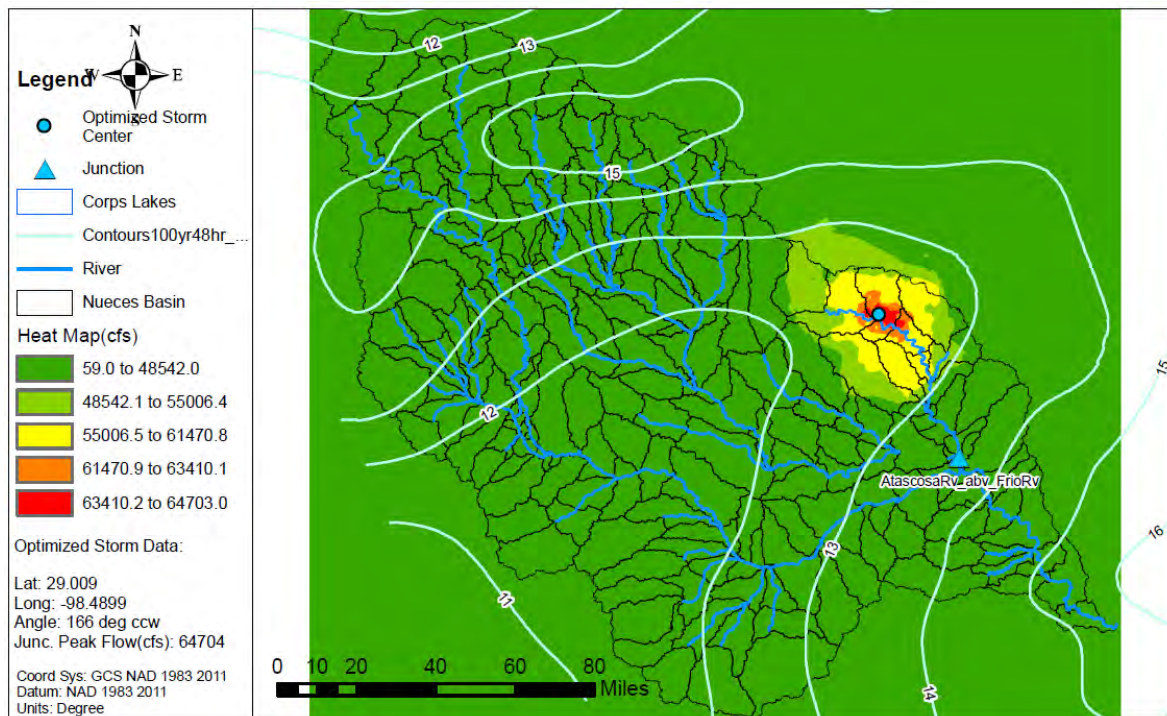 N
W
E
S
Legend
Optimized Storm
Center
Junction
Corps Lakes
Contours100yr48hr_...
River
Nueces Basin
Heat Map(cfs)
59.0 to 48542.0
48542.1 to 55006.4
55006.5 to 61470.8
61470.9 to 63410.1
63410.2 to 64703.0
Optimized Storm Data:
Lat: 29.009
Long: -98.4899
Angle: 166 deg ccw
Junc. Peak Flow(cfs): 64704
Coord Sys: GCS NAD 1983 2011
Datum: NAD 1983 2011
Units: Degree
12
13
15
12
15
AtascosaRv_abv_FrioRv
16
13
11
14
0 10 20 40 60 80
Miles